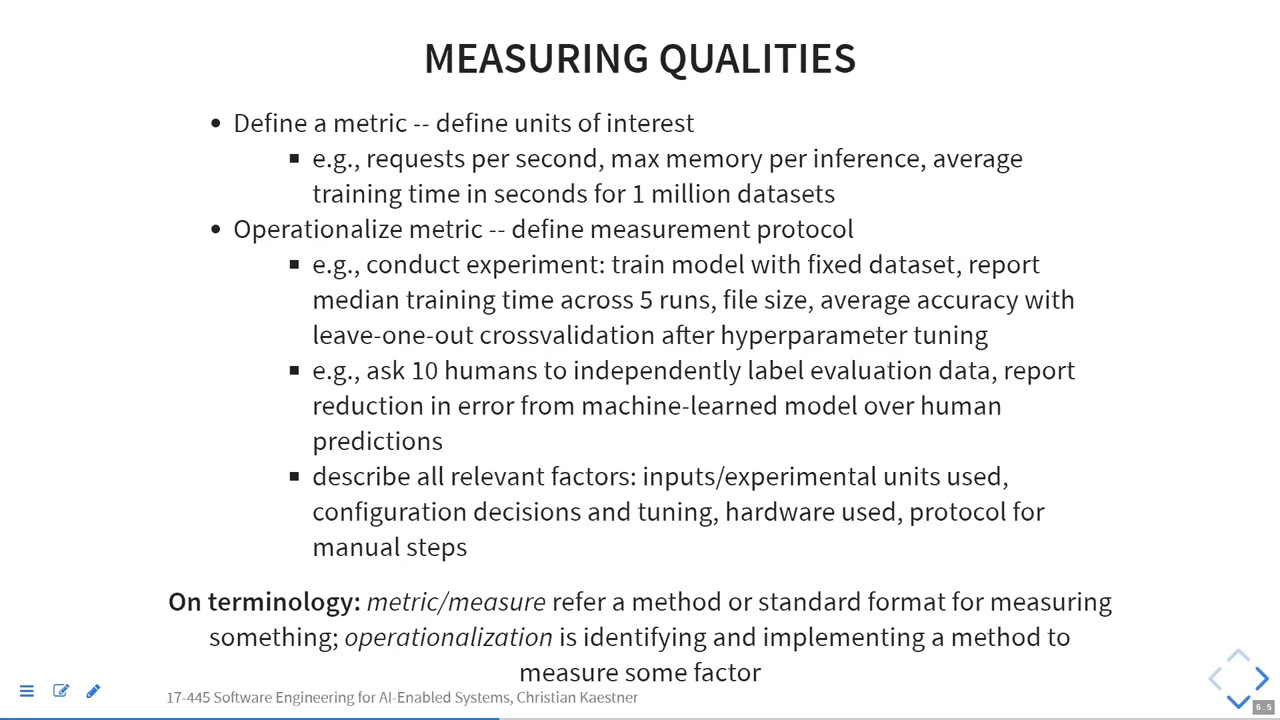 MEASURING QUALITIES
• Define a metric -- define units of interest
▪ e.g., requests per second, max memory per inference, average
training time in seconds for 1 million datasets
• Operationalize metric -- define measurement protocol
▪ e.g., conduct experiment: train model with fixed dataset, report
median training time across 5 runs, file size, average accuracy with
leave-one-out crossvalidation after hyperparameter tuning
▪ e.g., ask 10 humans to independently label evaluation data, report
reduction in error from machine-learned model over human
predictions
▪ describe all relevant factors: inputs/experimental units used,
configuration decisions and tuning, hardware used, protocol for
manual steps
On terminology: metric/measure refer a method or standard format for measuring
something; operationalization is identifying and implementing a method to
measure some factor
17-445 Software Engineering for AI-Enabled Systems, Christian Kaestner
6.5